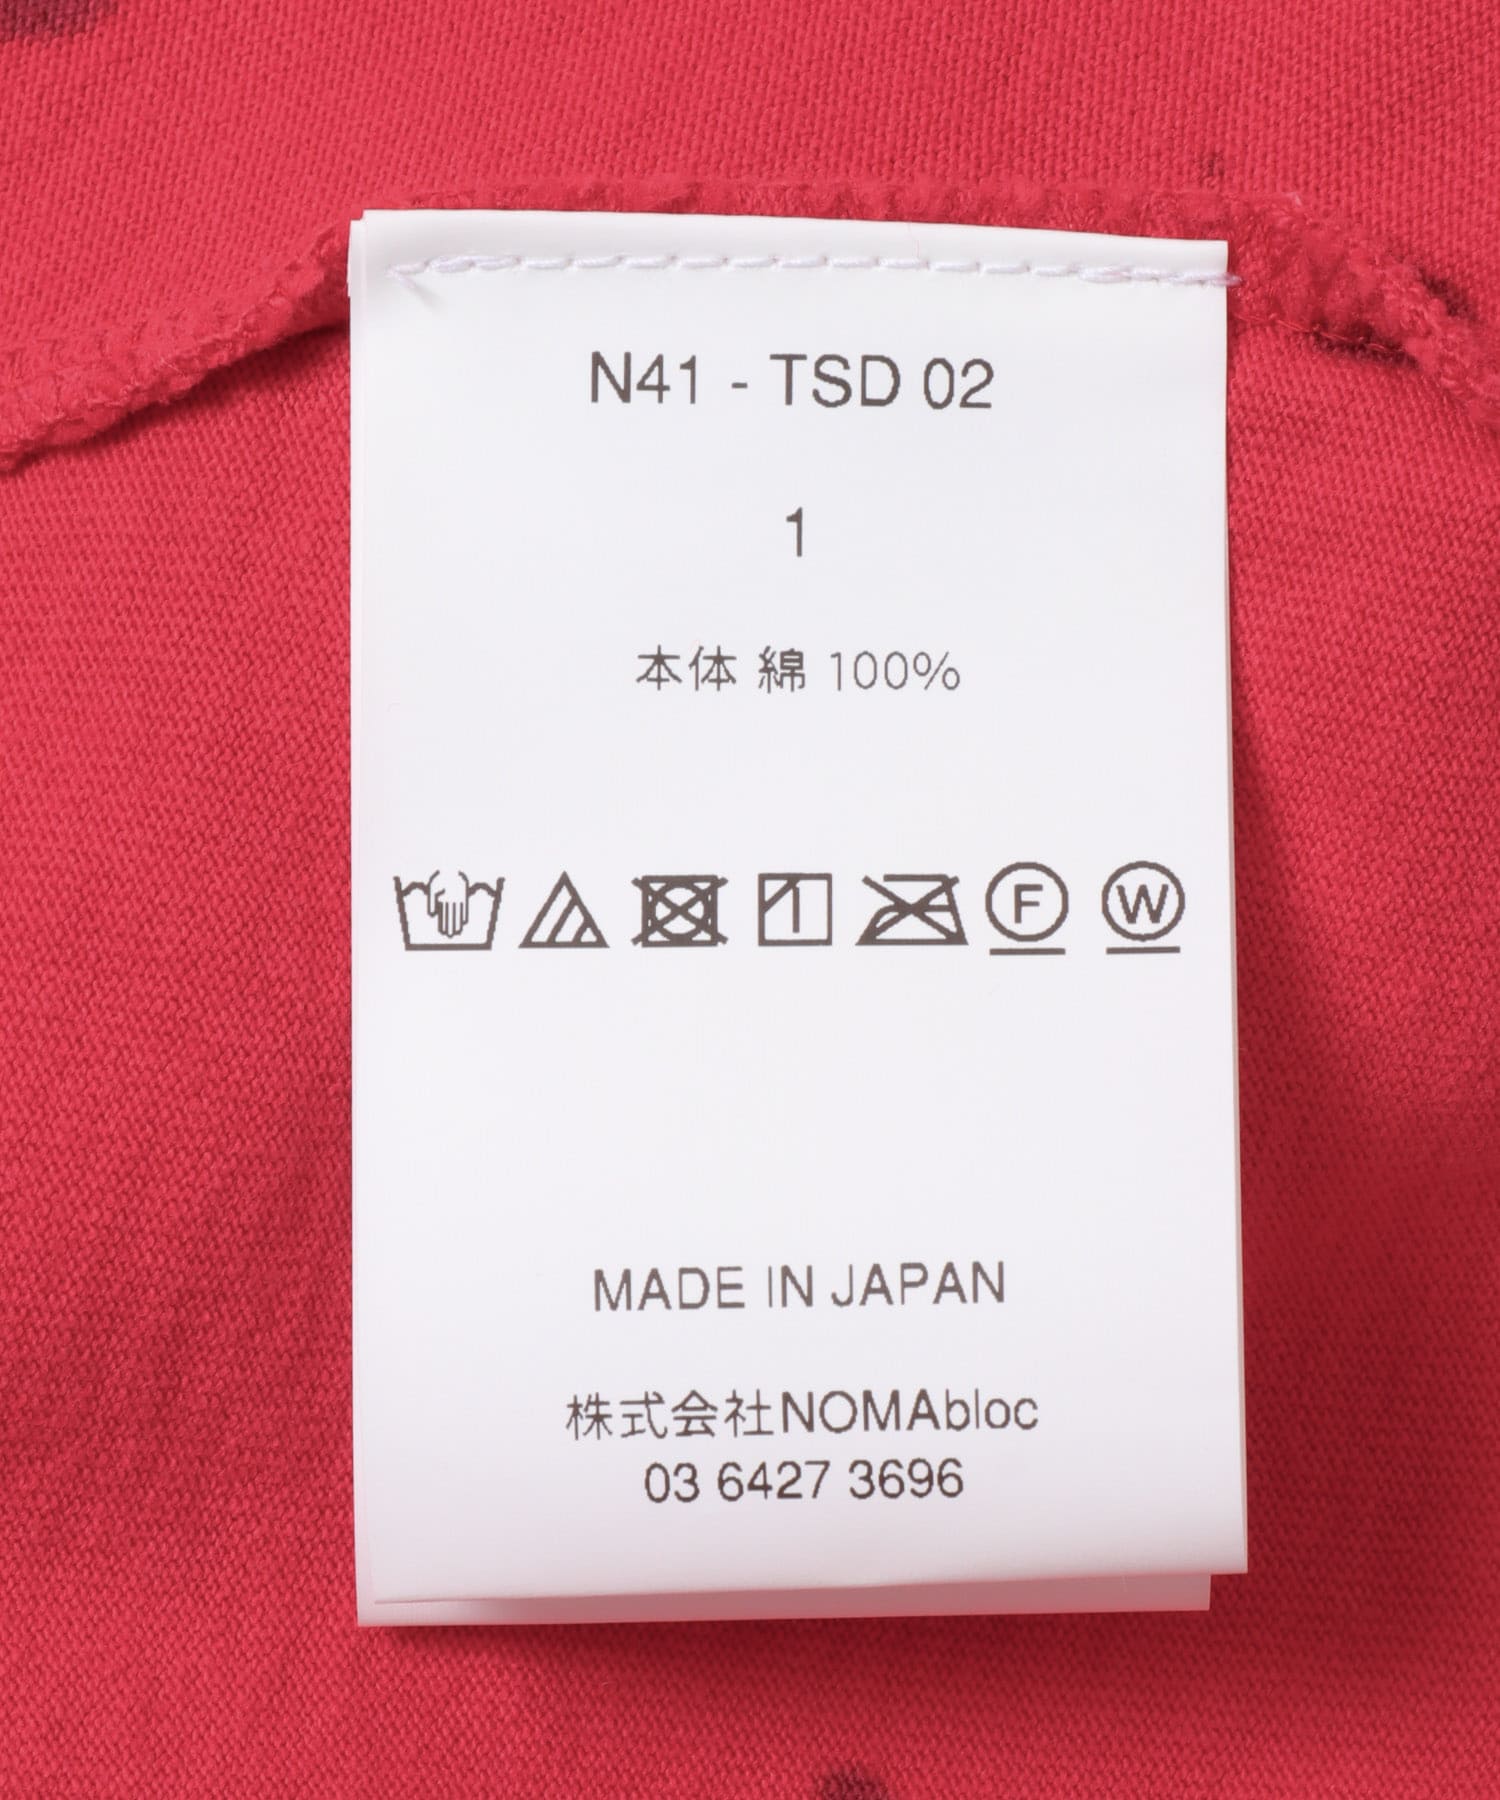 N41 - TSD 02
1
本体 綿 100%
1 F W
MADE IN JAPAN
株式会社NOMAbloc
03 6427 3696